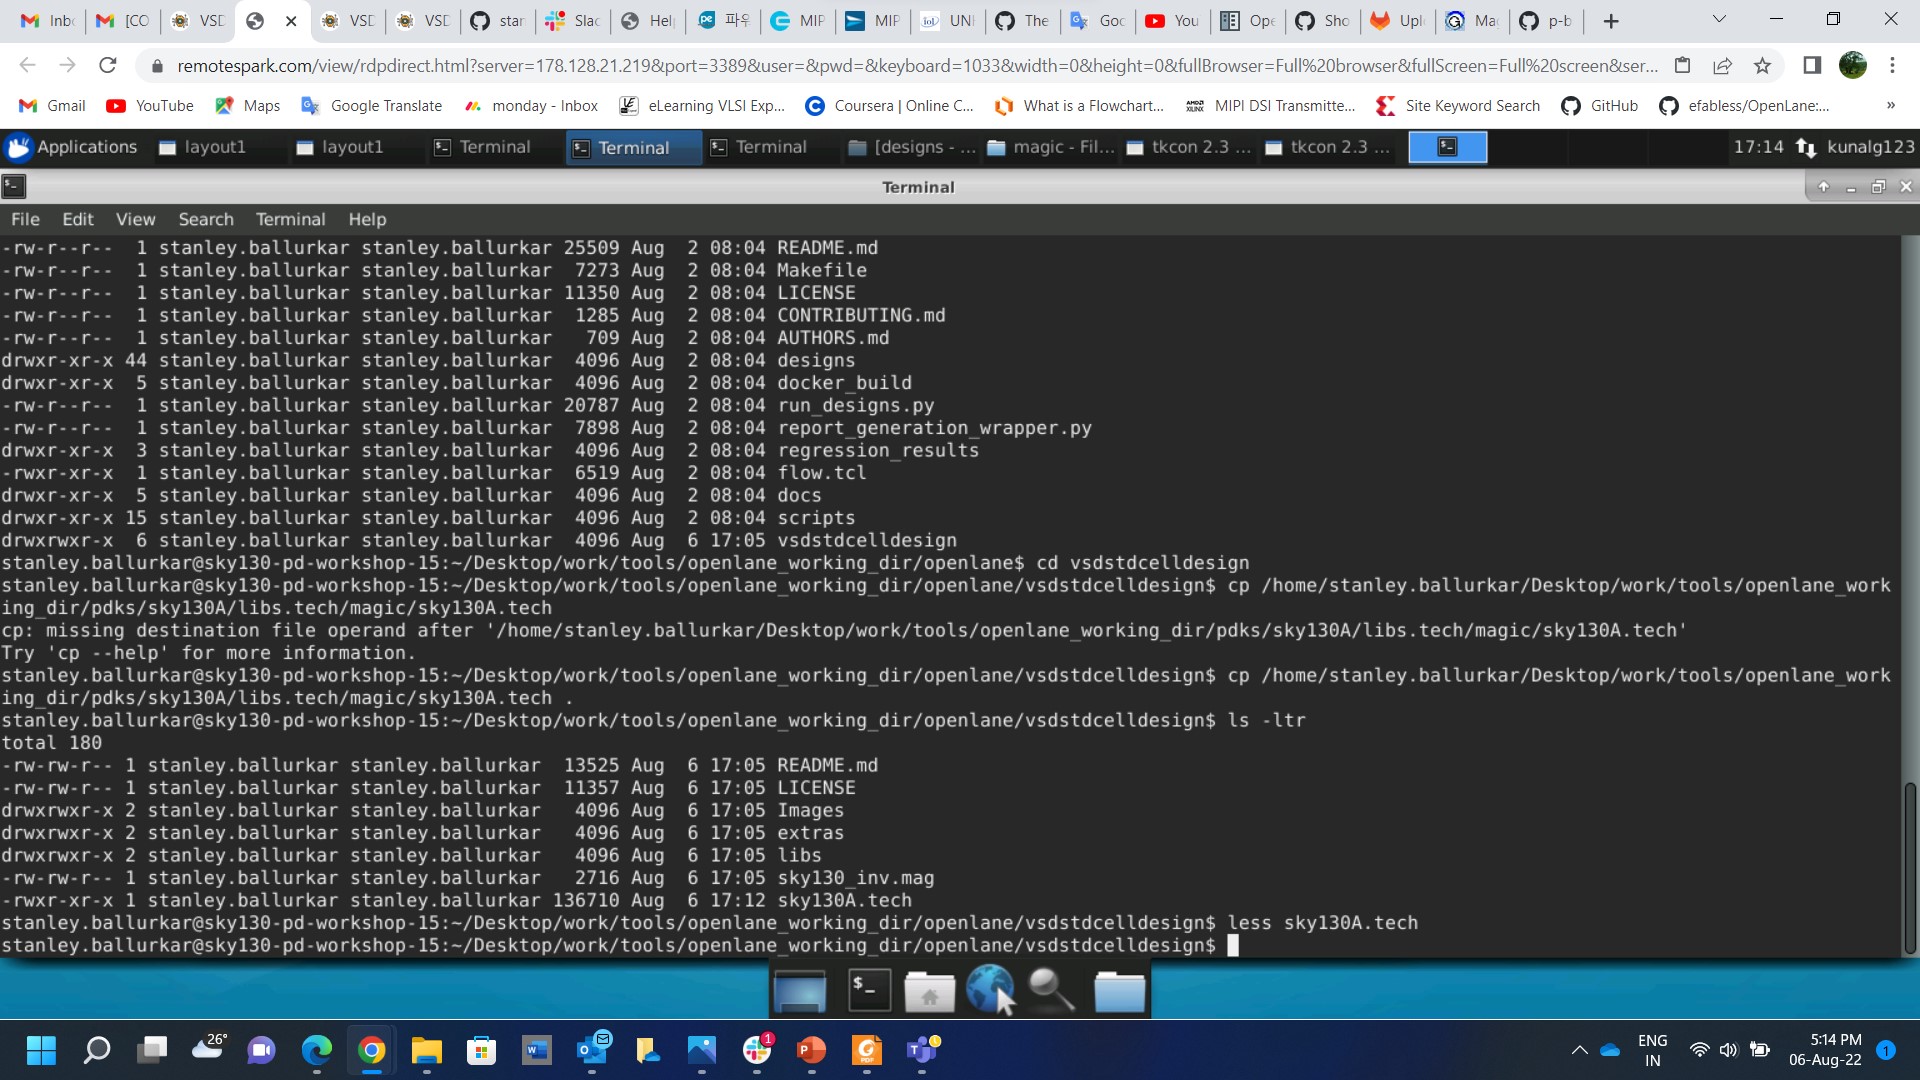 Inbo
[CO
VSD
VSD
VSD
stan
Slac
Help
파우
MIP
MIP
UNH
The
Goo
You
Ope
Sho
Uplo
Mag
p-b
remotespark.com/view/rdpdirect.html?server=178.128.21.219&port=3389&user=&pwd=&keyboard=1033&width=0&height=0&fullBrowser=Full%20browser&fullScreen=Full%20screen&ser...
Gmail
YouTube
Maps
Google Translate
monday - Inbox
eLearning VLSI Exp...
Coursera | Online C...
What is a Flowchart...
MIPI DSI Transmitte...
Site Keyword Search
GitHub
efabless/OpenLane:...
»
Applications
layout1
layout1
Terminal
Terminal
Terminal
[designs - ...
magic - Fil...
tkcon 2.3 ...
tkcon 2.3 ...
17:14
kunalg123
Terminal
File Edit View Search Terminal Help
-rw-r--r-- 1 stanley.ballurkar stanley.ballurkar 25509 Aug 2 08:04 README.md
-rw-r--r-- 1 stanley.ballurkar stanley.ballurkar 7273 Aug 2 08:04 Makefile
-rw-r--r-- 1 stanley.ballurkar stanley.ballurkar 11350 Aug 2 08:04 LICENSE
-rw-r--r-- 1 stanley.ballurkar stanley.ballurkar 1285 Aug 2 08:04 CONTRIBUTING.md
-rw-r--r-- 1 stanley.ballurkar stanley.ballurkar 709 Aug 2 08:04 AUTHORS.md
drwxr-xr-x 44 stanley.ballurkar stanley.ballurkar 4096 Aug 2 08:04 designs
drwxr-xr-x 5 stanley.ballurkar stanley.ballurkar 4096 Aug 2 08:04 docker_build
-rw-r--r-- 1 stanley.ballurkar stanley.ballurkar 20787 Aug 2 08:04 run_designs.py
-rw-r--r-- 1 stanley.ballurkar stanley.ballurkar 7898 Aug 2 08:04 report_generation_wrapper.py
drwxr-xr-x 3 stanley.ballurkar stanley.ballurkar 4096 Aug 2 08:04 regression_results
-rwxr-xr-x 1 stanley.ballurkar stanley.ballurkar 6519 Aug 2 08:04 flow.tcl
drwxr-xr-x 5 stanley.ballurkar stanley.ballurkar 4096 Aug 2 08:04 docs
drwxr-xr-x 15 stanley.ballurkar stanley.ballurkar 4096 Aug 2 08:04 scripts
drwxrwxr-x 6 stanley.ballurkar stanley.ballurkar 4096 Aug 6 17:05 vsdstdcelldesign
stanley.ballurkar@sky130-pd-workshop-15:~/Desktop/work/tools/openlane_working_dir/openlane$ cd vsdstdcelldesign
stanley.ballurkar@sky130-pd-workshop-15:~/Desktop/work/tools/openlane_working_dir/openlane/vsdstdcelldesign$ cp /home/stanley.ballurkar/Desktop/work/tools/openlane_work
ing_dir/pdks/sky130A/libs.tech/magic/sky130A.tech
cp: missing destination file operand after '/home/stanley.ballurkar/Desktop/work/tools/openlane_working_dir/pdks/sky130A/libs.tech/magic/sky130A.tech'
Try 'cp --help' for more information.
stanley.ballurkar@sky130-pd-workshop-15:~/Desktop/work/tools/openlane_working_dir/openlane/vsdstdcelldesign$ cp /home/stanley.ballurkar/Desktop/work/tools/openlane_work
ing_dir/pdks/sky130A/libs.tech/magic/sky130A.tech .
stanley.ballurkar@sky130-pd-workshop-15:~/Desktop/work/tools/openlane_working_dir/openlane/vsdstdcelldesign$ ls -ltr
total 180
-rw-rw-r-- 1 stanley.ballurkar stanley.ballurkar 13525 Aug 6 17:05 README.md
-rw-rw-r-- 1 stanley.ballurkar stanley.ballurkar 11357 Aug 6 17:05 LICENSE
drwxrwxr-x 2 stanley.ballurkar stanley.ballurkar 4096 Aug 6 17:05 Images
drwxrwxr-x 2 stanley.ballurkar stanley.ballurkar 4096 Aug 6 17:05 extras
drwxrwxr-x 2 stanley.ballurkar stanley.ballurkar 4096 Aug 6 17:05 libs
-rw-rw-r-- 1 stanley.ballurkar stanley.ballurkar 2716 Aug 6 17:05 sky130_inv.mag
-rwxr-xr-x 1 stanley.ballurkar stanley.ballurkar 136710 Aug 6 17:12 sky130A.tech
stanley.ballurkar@sky130-pd-workshop-15:~/Desktop/work/tools/openlane_working_dir/openlane/vsdstdcelldesign$ less sky130A.tech
stanley.ballurkar@sky130-pd-workshop-15:~/Desktop/work/tools/openlane_working_dir/openlane/vsdstdcelldesign$
26°
1
ENG
IN
5:14 PM
06-Aug-22
1